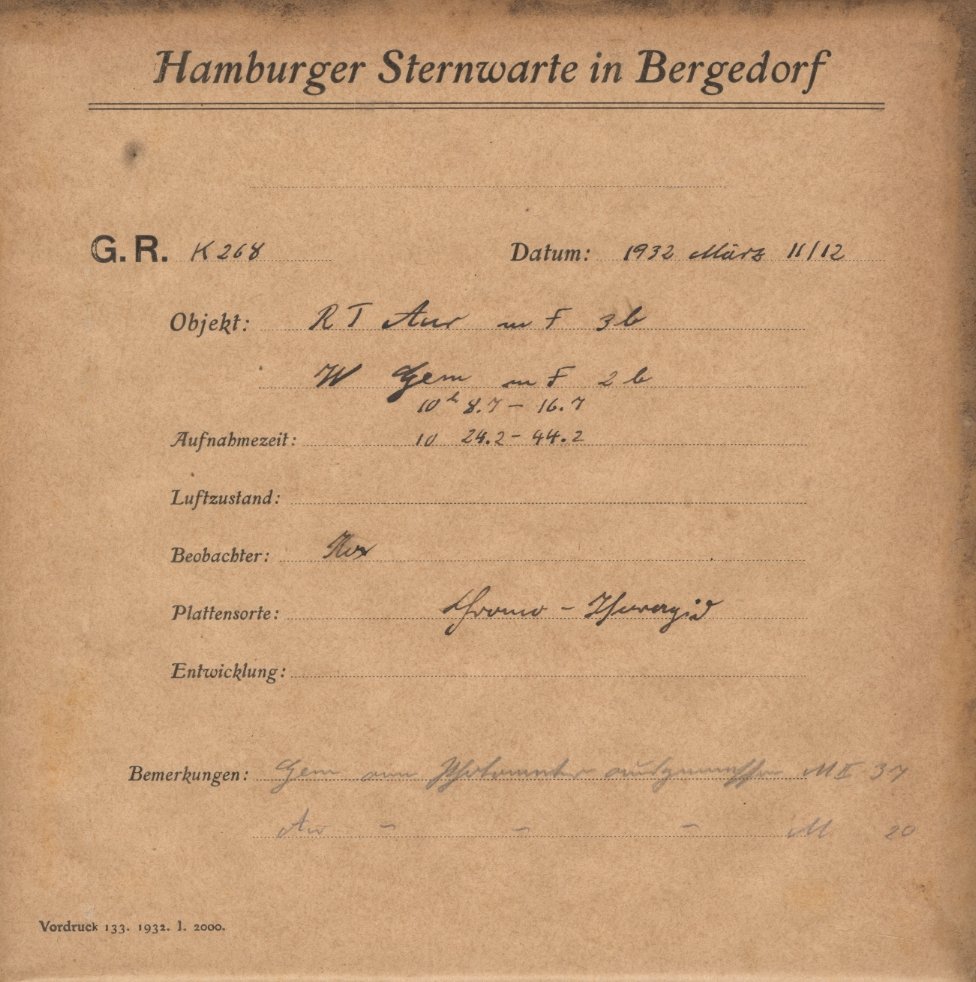 Hamburger Sternwarte in Bergedorf
G. R. K 268 Datum: 1932 März 11/12
Objekt: RT Aur m F 3b
W Gem m F 2b
10h 8.7 – 16.7
Aufnahmezeit: 10 24.2 – 44.2
Luftzustand:
Beobachter:
Plattensorte: Chromo - Isorapid
Entwicklung:
Bemerkungen: Gem am Photometer ausgemessen M II 37
Aur – – – M 20
Vordruck 133. 1932. I. 2000.